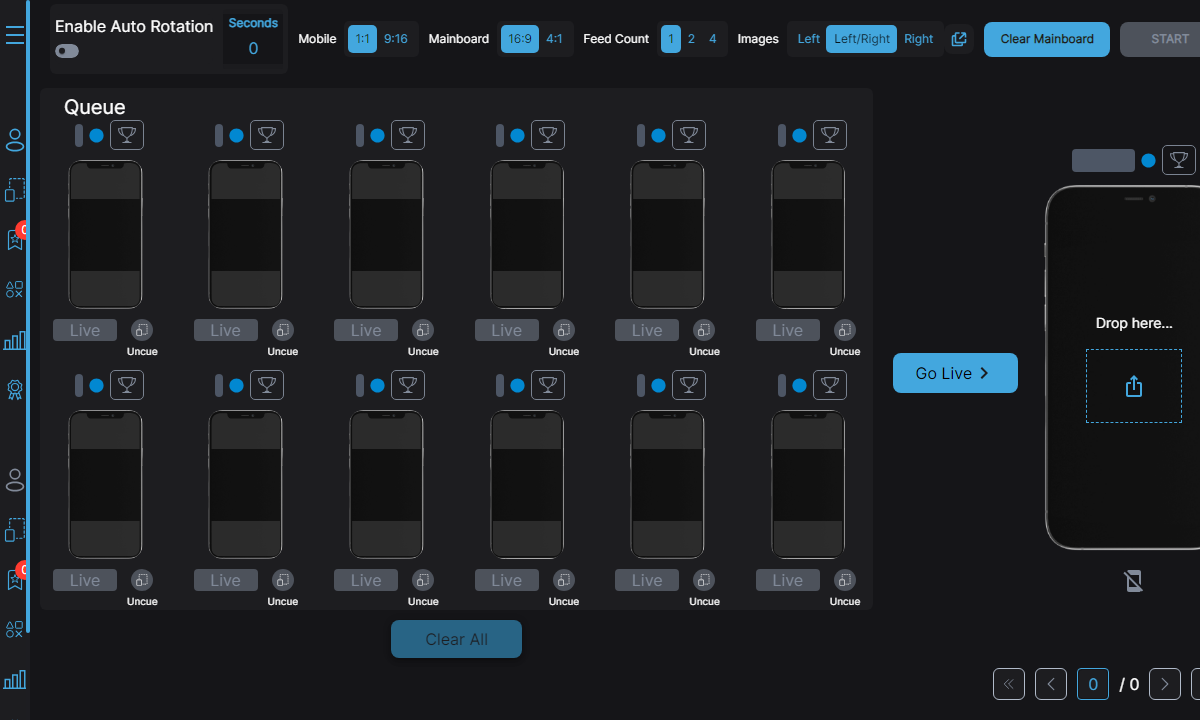 Enable Auto Rotation
Seconds
0
Mobile 1:1 9:16 Mainboard 16:9 4:1 Feed Count 1 2 4 Images Left Left/Right Right Clear Mainboard START
Queue
Live Live Live Live Live Live
Uncue Uncue Uncue Uncue Uncue Uncue
Go Live
Drop here...
Live Live Live Live Live Live
Uncue Uncue Uncue Uncue Uncue Uncue
Clear All
0 / 0